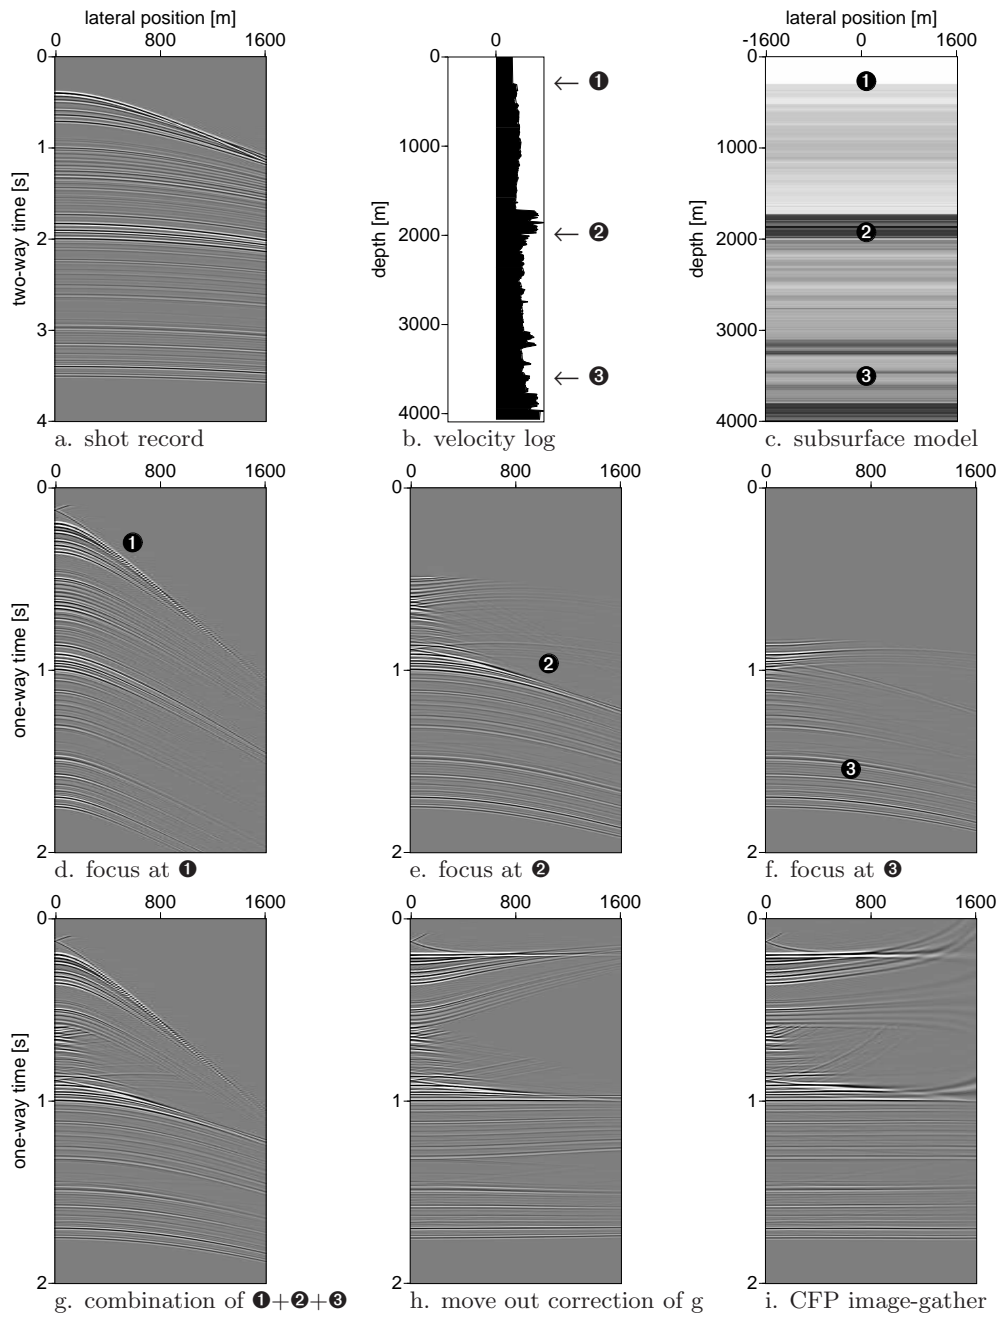 lateral position [m]
0 800 1600
two-way time [s]
0
1
2
3
4
a. shot record
0
depth [m]
0
1000
2000
3000
4000
← ❶
← ❷
← ❸
b. velocity log
lateral position [m]
-1600 0 1600
depth [m]
0
1000
2000
3000
4000
❶
❷
❸
c. subsurface model
0 800 1600
one-way time [s]
0
1
2
❶
d. focus at ❶
0 800 1600
0
1
2
❷
e. focus at ❷
0 800 1600
0
1
2
❸
f. focus at ❸
0 800 1600
one-way time [s]
0
1
2
g. combination of ❶+❷+❸
0 800 1600
0
1
2
h. move out correction of g
0 800 1600
0
1
2
i. CFP image-gather